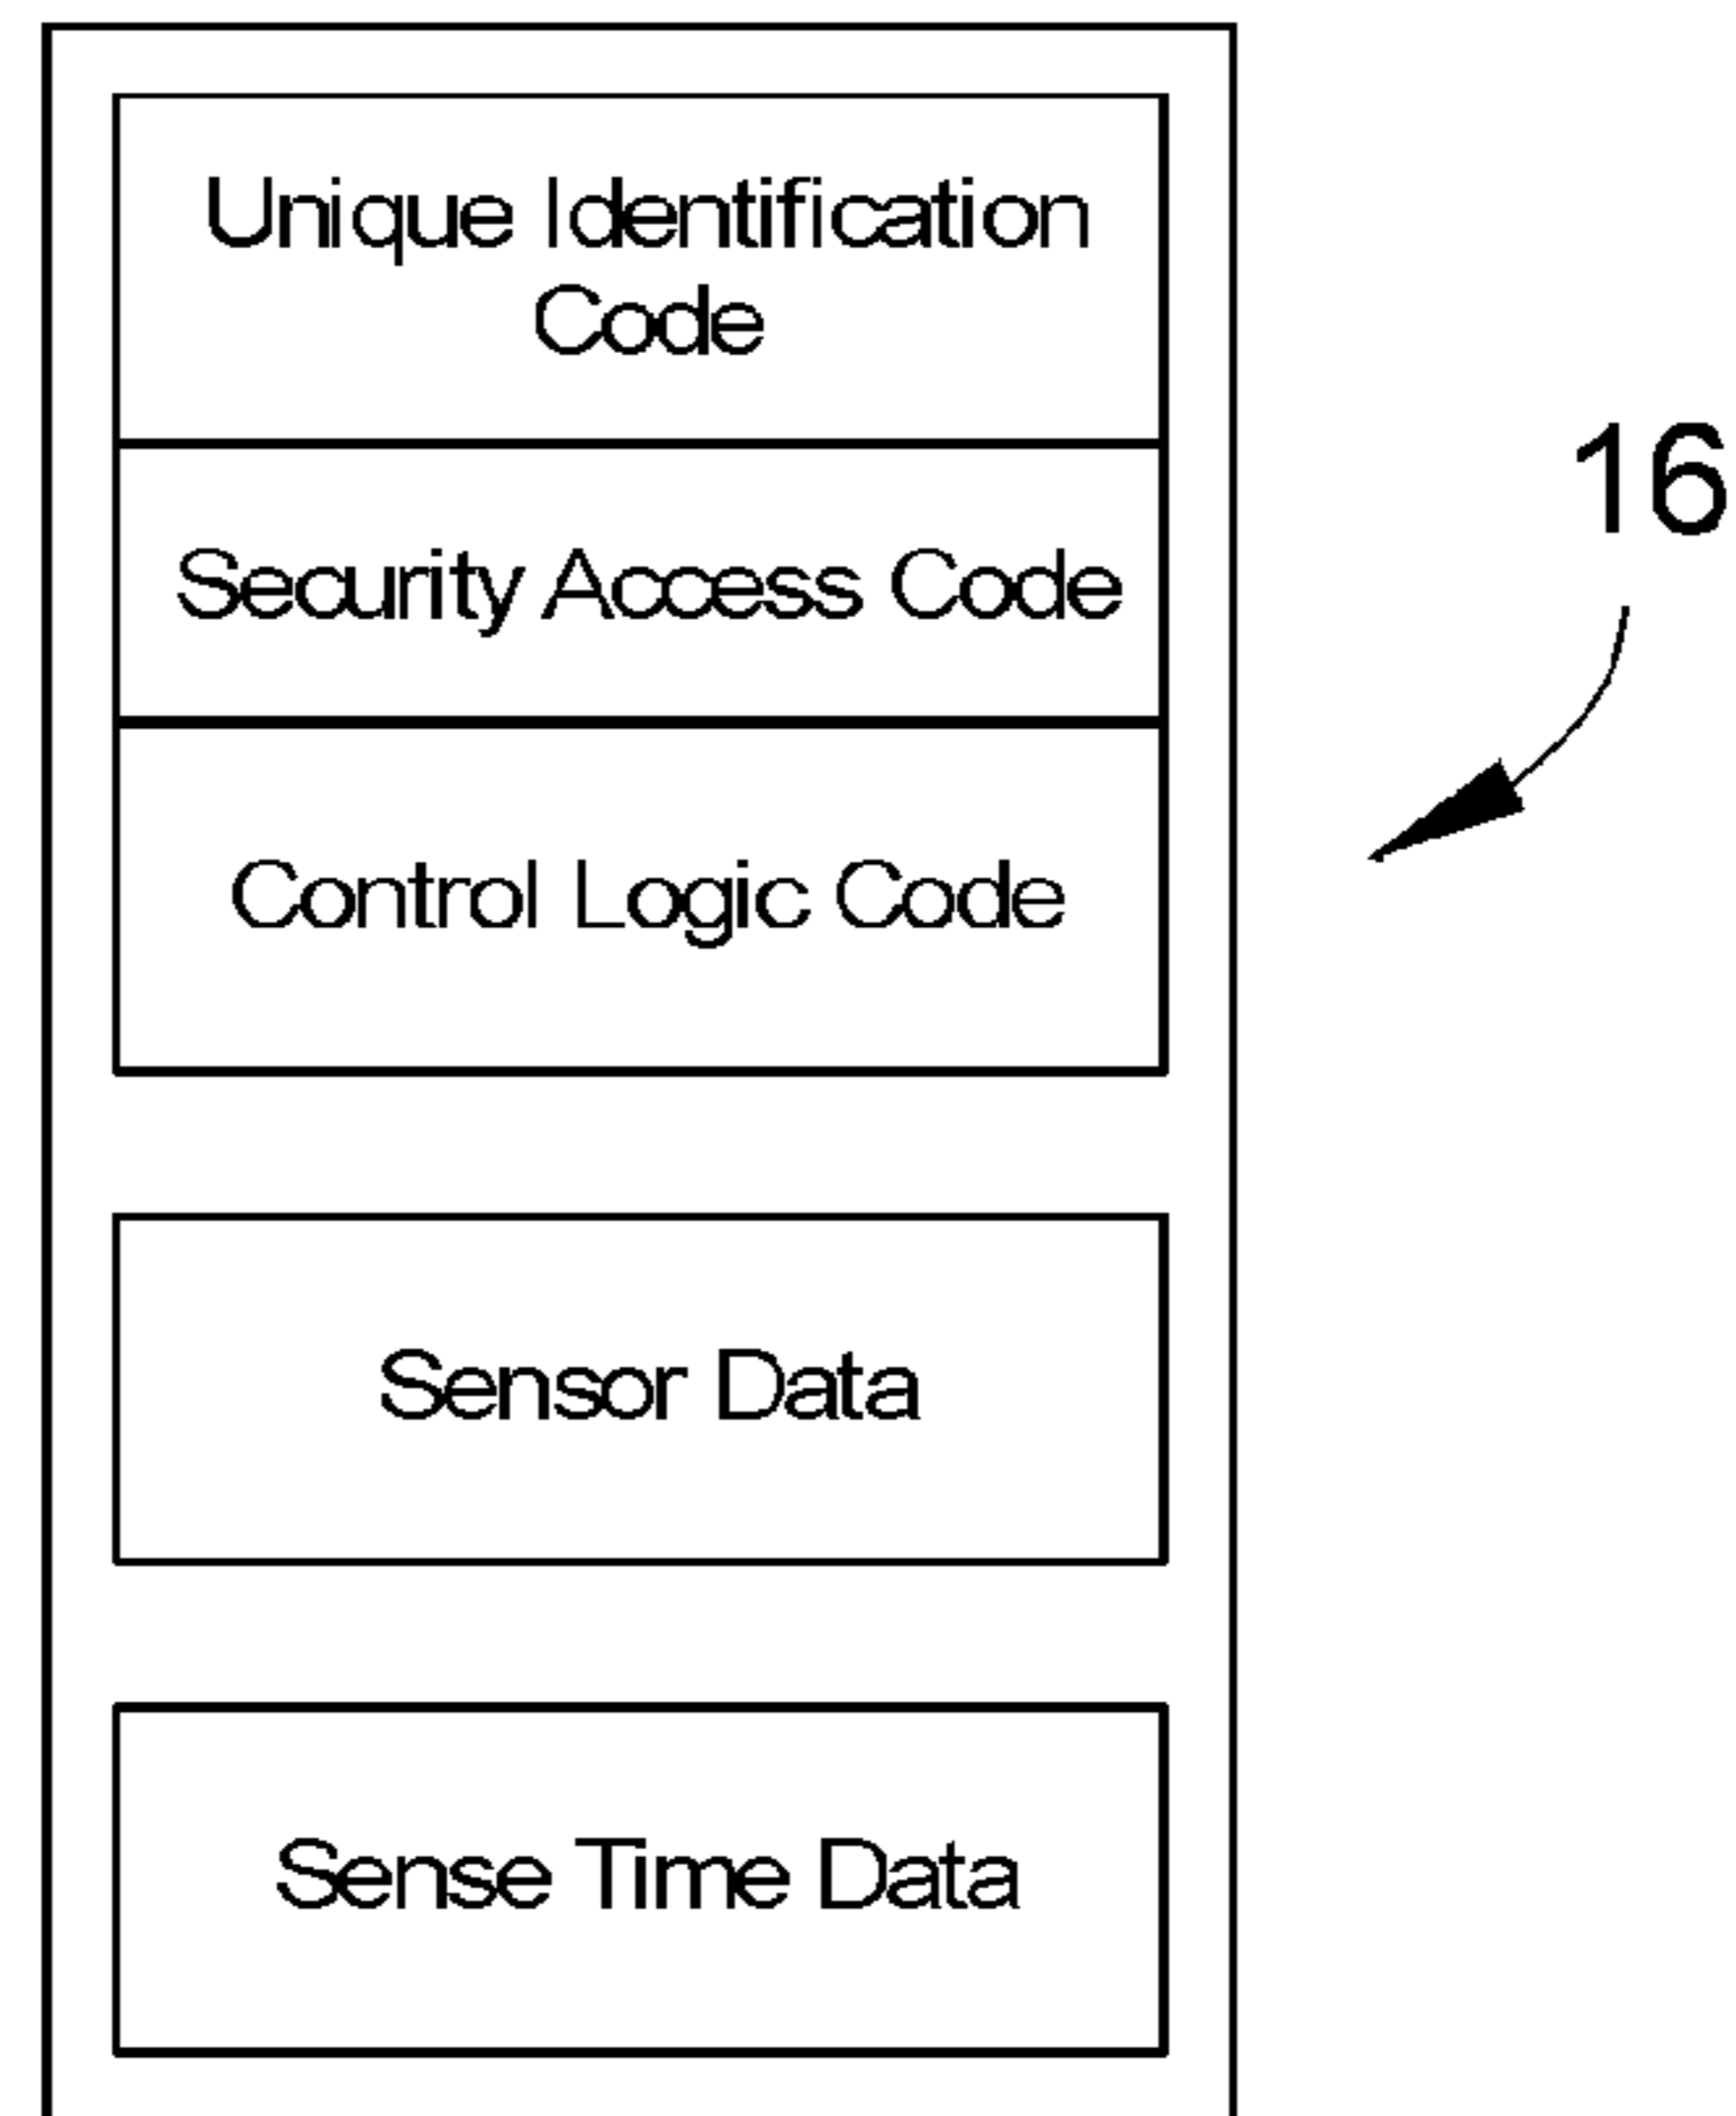 Unique Identification
Code
Security Access Code
16
Control Logic Code
Sensor Data
Sense Time Data